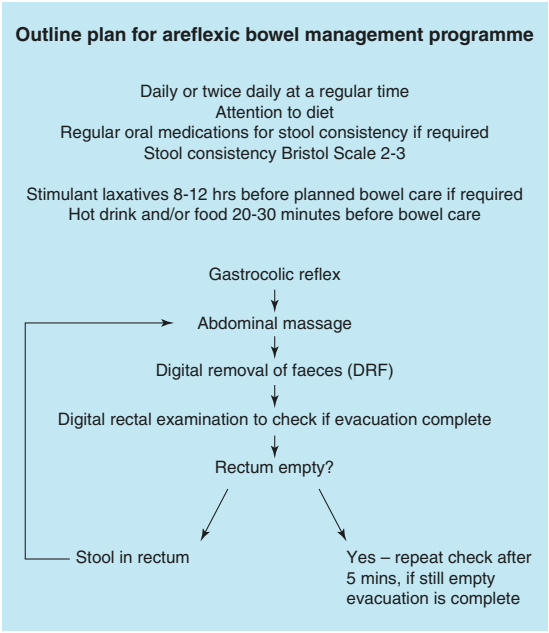 Outline plan for areflexic bowel management programme
Daily or twice daily at a regular time
Attention to diet
Regular oral medications for stool consistency if required
Stool consistency Bristol Scale 2-3
Stimulant laxatives 8-12 hrs before planned bowel care if required
Hot drink and/or food 20-30 minutes before bowel care
Gastrocolic reflex
Abdominal massage
Digital removal of faeces (DRF)
Digital rectal examination to check if evacuation complete
Rectum empty?
Stool in rectum
Yes – repeat check after
5 mins, if still empty
evacuation is complete